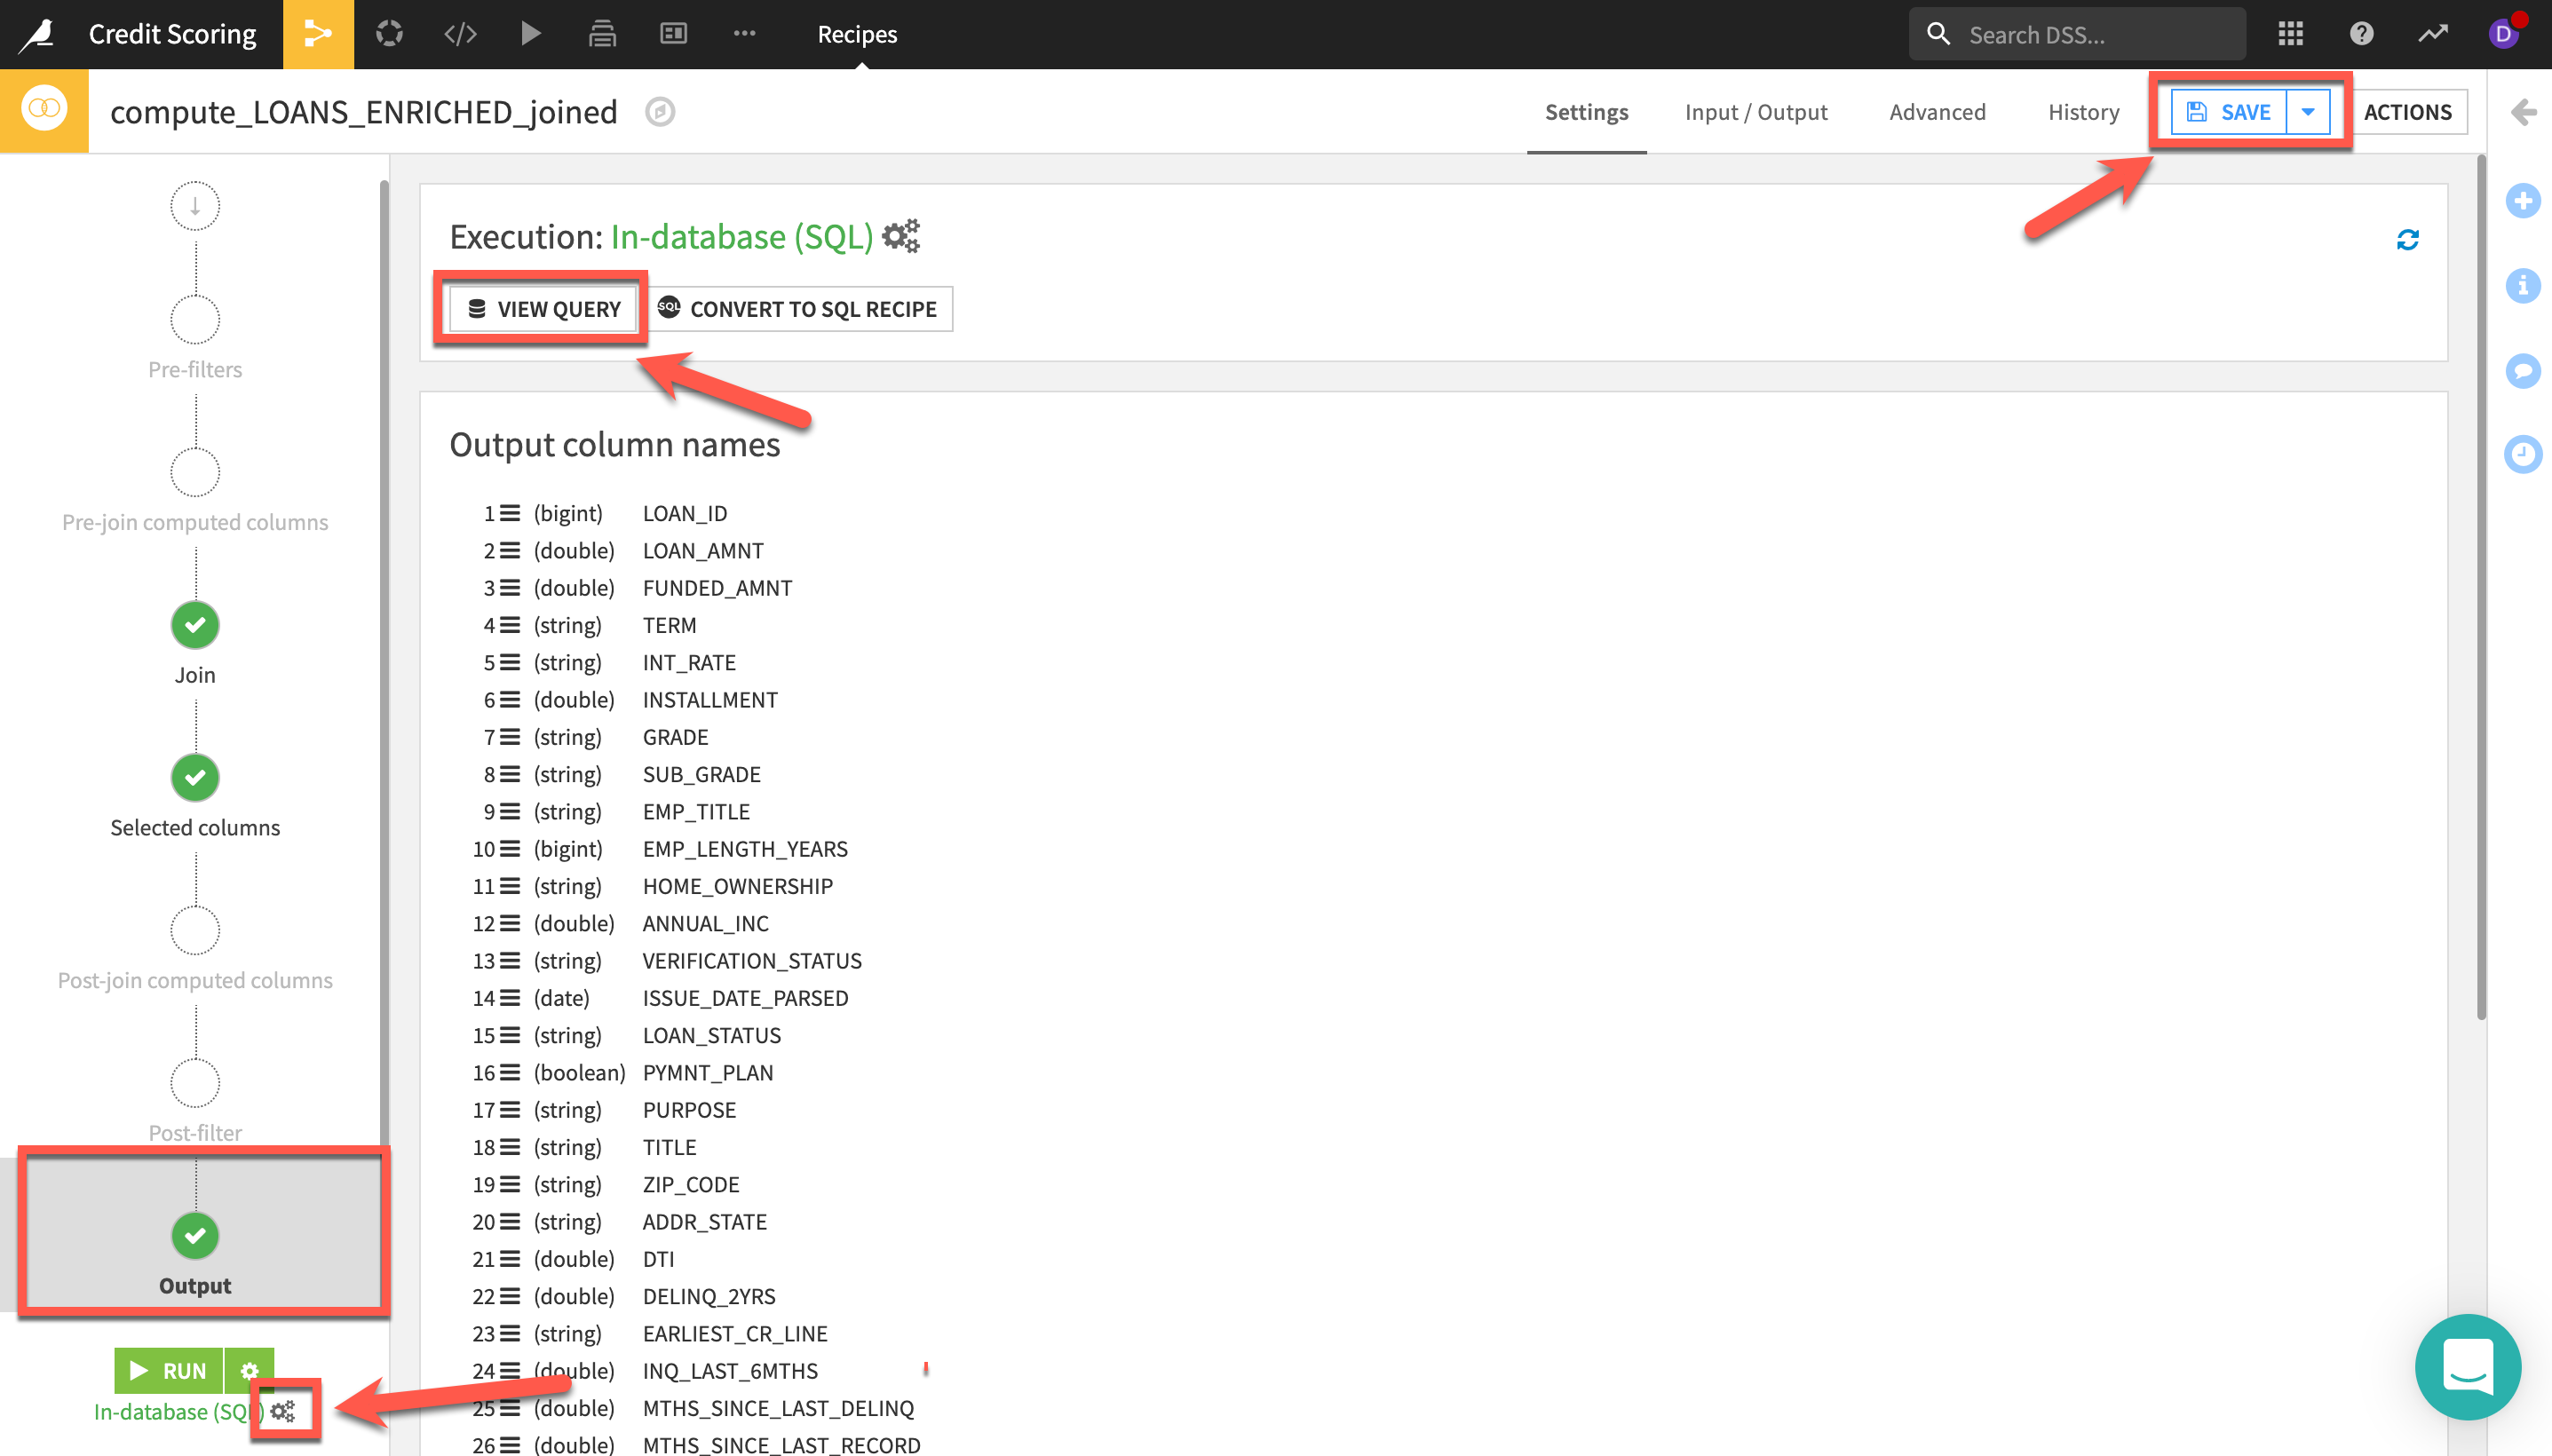 Credit Scoring
Recipes
Search DSS...
D
compute_LOANS_ENRICHED_joined
Settings
Input / Output
Advanced
History
SAVE
ACTIONS
Pre-filters
Pre-join computed columns
Join
Selected columns
Post-join computed columns
Post-filter
Output
RUN
In-database (SQL)
Execution: In-database (SQL)
VIEW QUERY
SQL CONVERT TO SQL RECIPE
Output column names
1 (bigint) LOAN_ID
2 (double) LOAN_AMNT
3 (double) FUNDED_AMNT
4 (string) TERM
5 (string) INT_RATE
6 (double) INSTALLMENT
7 (string) GRADE
8 (string) SUB_GRADE
9 (string) EMP_TITLE
10 (bigint) EMP_LENGTH_YEARS
11 (string) HOME_OWNERSHIP
12 (double) ANNUAL_INC
13 (string) VERIFICATION_STATUS
14 (date) ISSUE_DATE_PARSED
15 (string) LOAN_STATUS
16 (boolean) PYMNT_PLAN
17 (string) PURPOSE
18 (string) TITLE
19 (string) ZIP_CODE
20 (string) ADDR_STATE
21 (double) DTI
22 (double) DELINQ_2YRS
23 (string) EARLIEST_CR_LINE
24 (double) INQ_LAST_6MTHS
25 (double) MTHS_SINCE_LAST_DELINQ
26 (double) MTHS_SINCE_LAST_RECORD